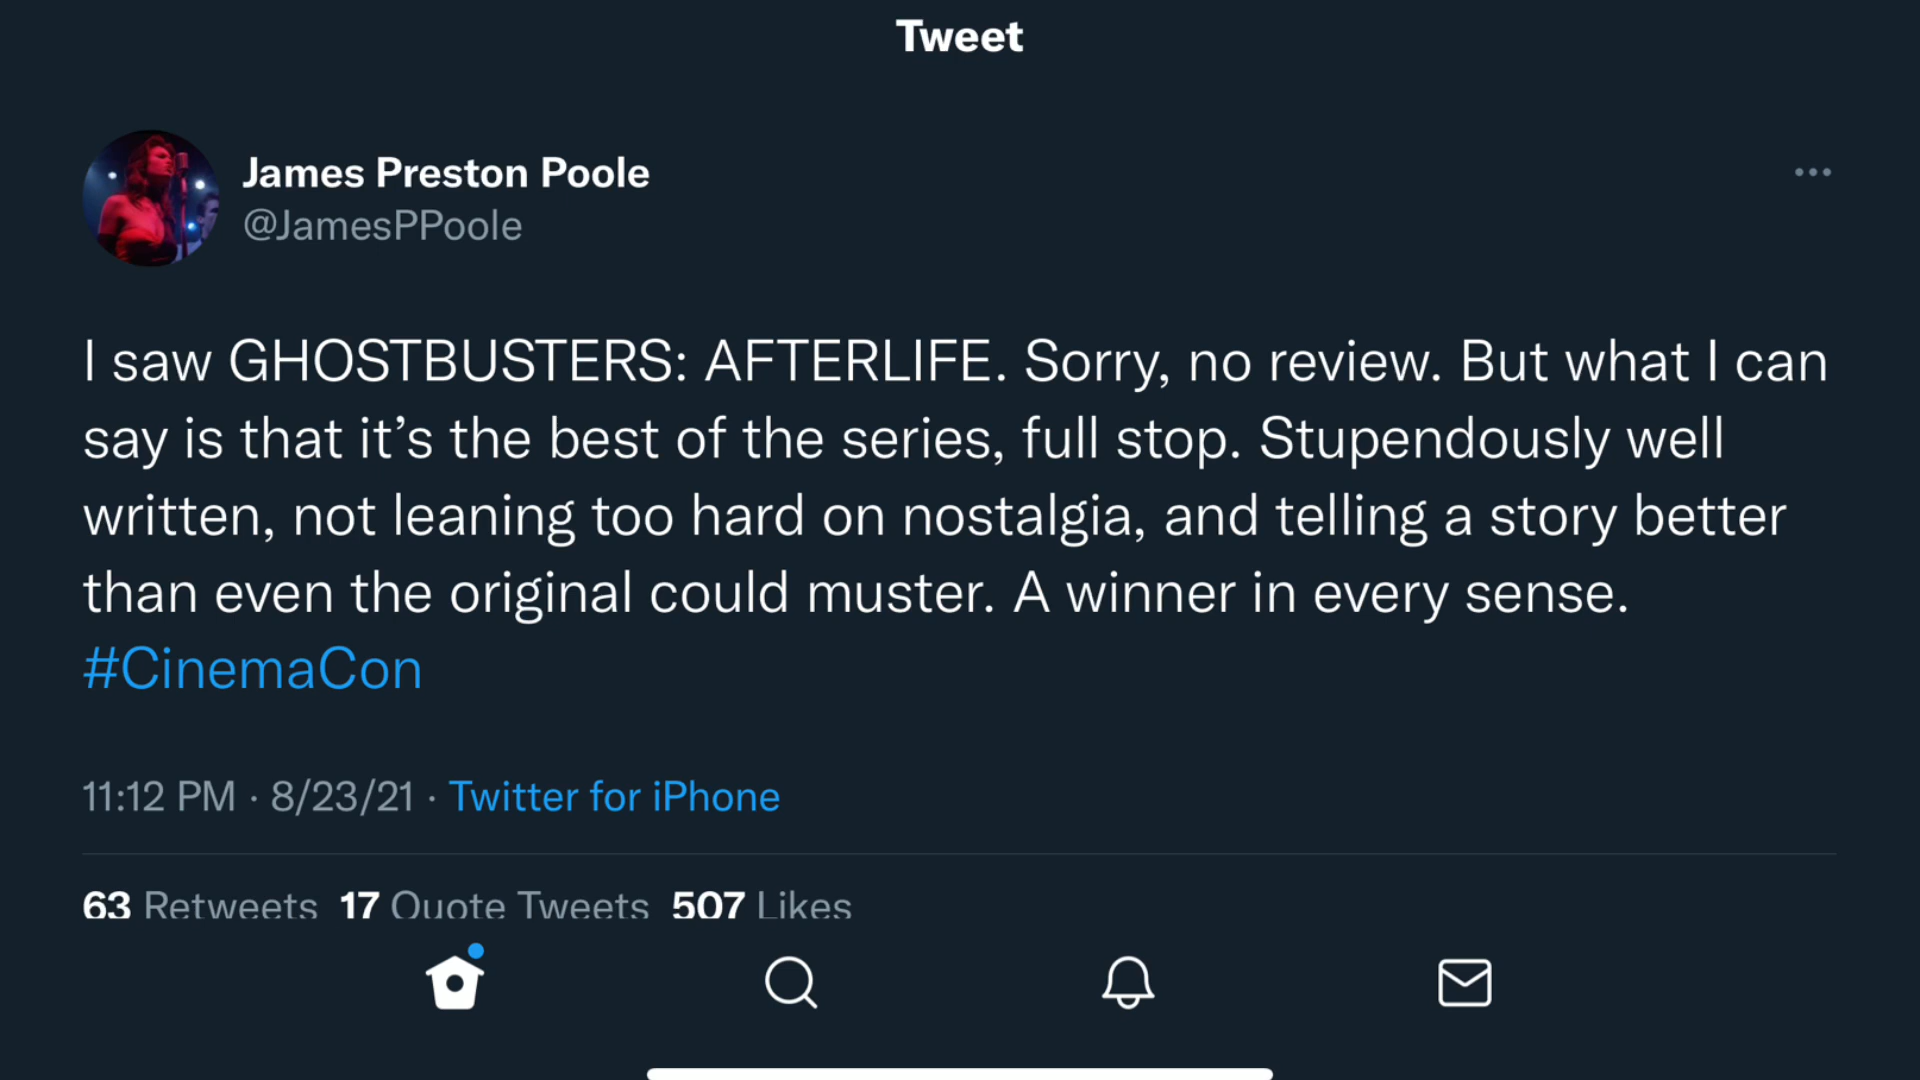 Tweet
James Preston Poole
@JamesPPoole
I saw GHOSTBUSTERS: AFTERLIFE. Sorry, no review. But what I can
say is that it’s the best of the series, full stop. Stupendously well
written, not leaning too hard on nostalgia, and telling a story better
than even the original could muster. A winner in every sense.
#CinemaCon
11:12 PM · 8/23/21 · Twitter for iPhone
63 Retweets 17 Quote Tweets 507 Likes